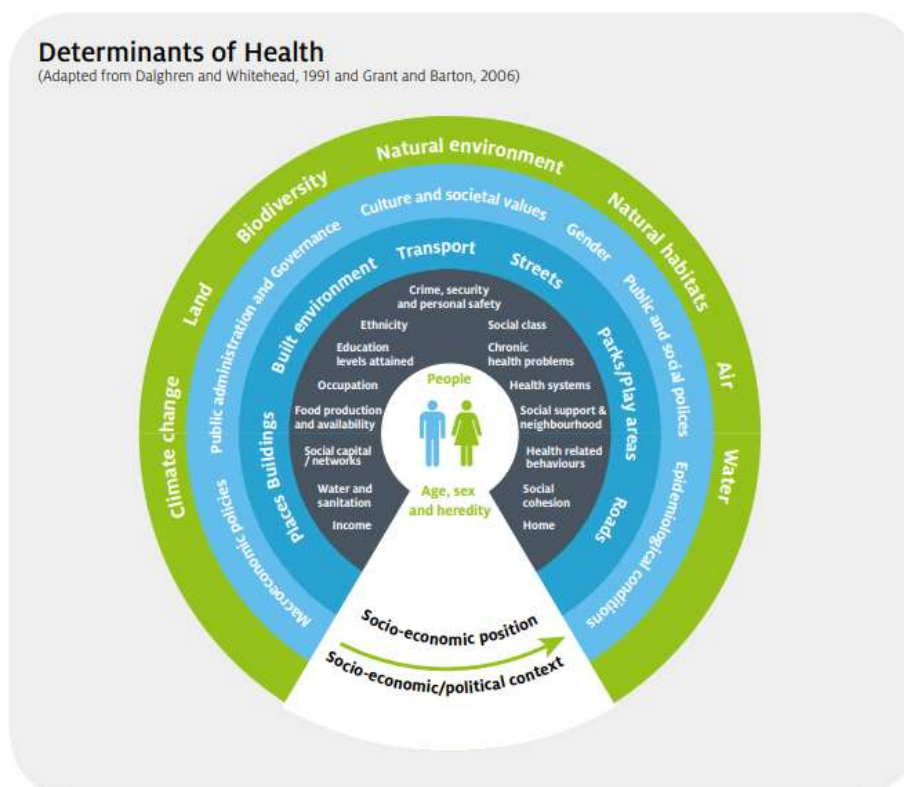 Determinants of Health
(Adapted from Dalghren and Whitehead, 1991 and Grant and Barton, 2006)
Climate change
Land
Biodiversity
Natural environment
Natural habitats
Air
Water
Macroeconomic policies
Public administration and Governance
Culture and societal values
Gender
Public and social polices
Epidemiological conditions
Places
Buildings
Built environment
Transport
Streets
Parks/Play areas
Roads
Crime, security
and personal safety
Ethnicity
Education
levels attained
Occupation
Food production
and availability
Social capital
/ networks
Water and
sanitation
Income
Social class
Chronic
health problems
Health systems
Social support &
neighbourhood
Health related
behaviours
Social
cohesion
Home
People
Age, sex
and heredity
Socio-economic position
Socio-economic/political context